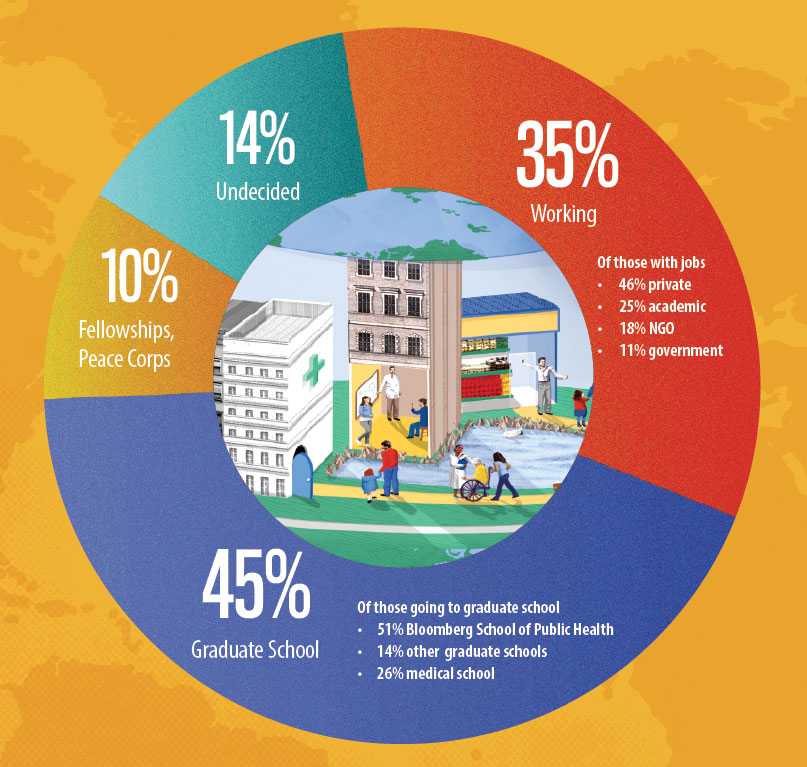 14%
Undecided
35%
Working
Of those with jobs
• 46% private
• 25% academic
• 18% NGO
• 11% government
10%
Fellowships,
Peace Corps
45%
Graduate School
Of those going to graduate school
• 51% Bloomberg School of Public Health
• 14% other graduate schools
• 26% medical school